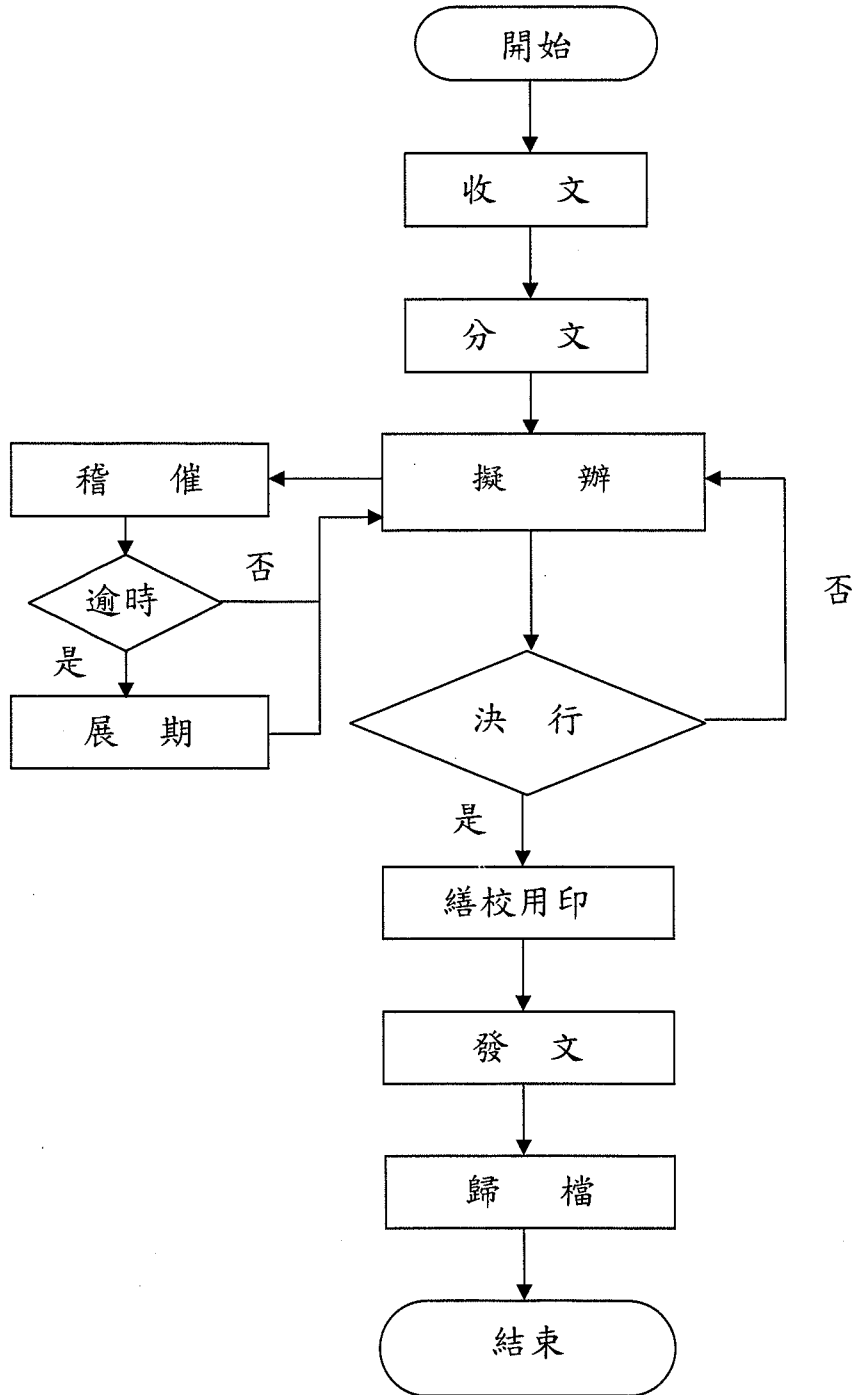 開始
收 文
分 文
擬 辦
稽 催
逾時
否
是
展 期
決 行
否
是
繕校用印
發 文
歸 檔
結束